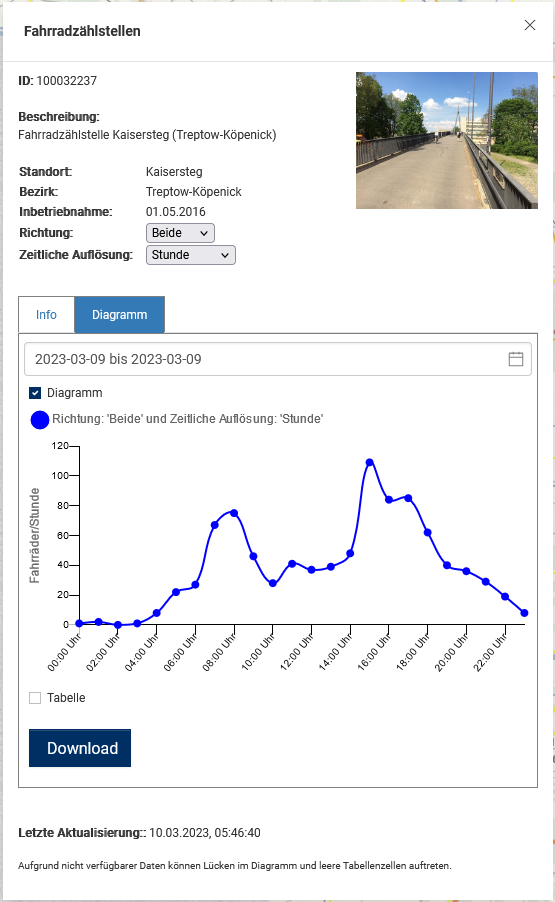 Fahrradzählstellen
ID: 100032237
Beschreibung:
Fahrradzählstelle Kaisersteg (Treptow-Köpenick)
Standort: Kaisersteg
Bezirk: Treptow-Köpenick
Inbetriebnahme: 01.05.2016
Richtung: Beide
Zeitliche Auflösung: Stunde
Info Diagramm
2023-03-09 bis 2023-03-09
Diagramm
Richtung: 'Beide' und Zeitliche Auflösung: 'Stunde'
Fahrräder/Stunde
120
100
80
60
40
20
0
00:00 Uhr 02:00 Uhr 04:00 Uhr 06:00 Uhr 08:00 Uhr 10:00 Uhr 12:00 Uhr 14:00 Uhr 16:00 Uhr 18:00 Uhr 20:00 Uhr 22:00 Uhr
Tabelle
Download
Letzte Aktualisierung:: 10.03.2023, 05:46:40
Aufgrund nicht verfügbarer Daten können Lücken im Diagramm und leere Tabellenzellen auftreten.